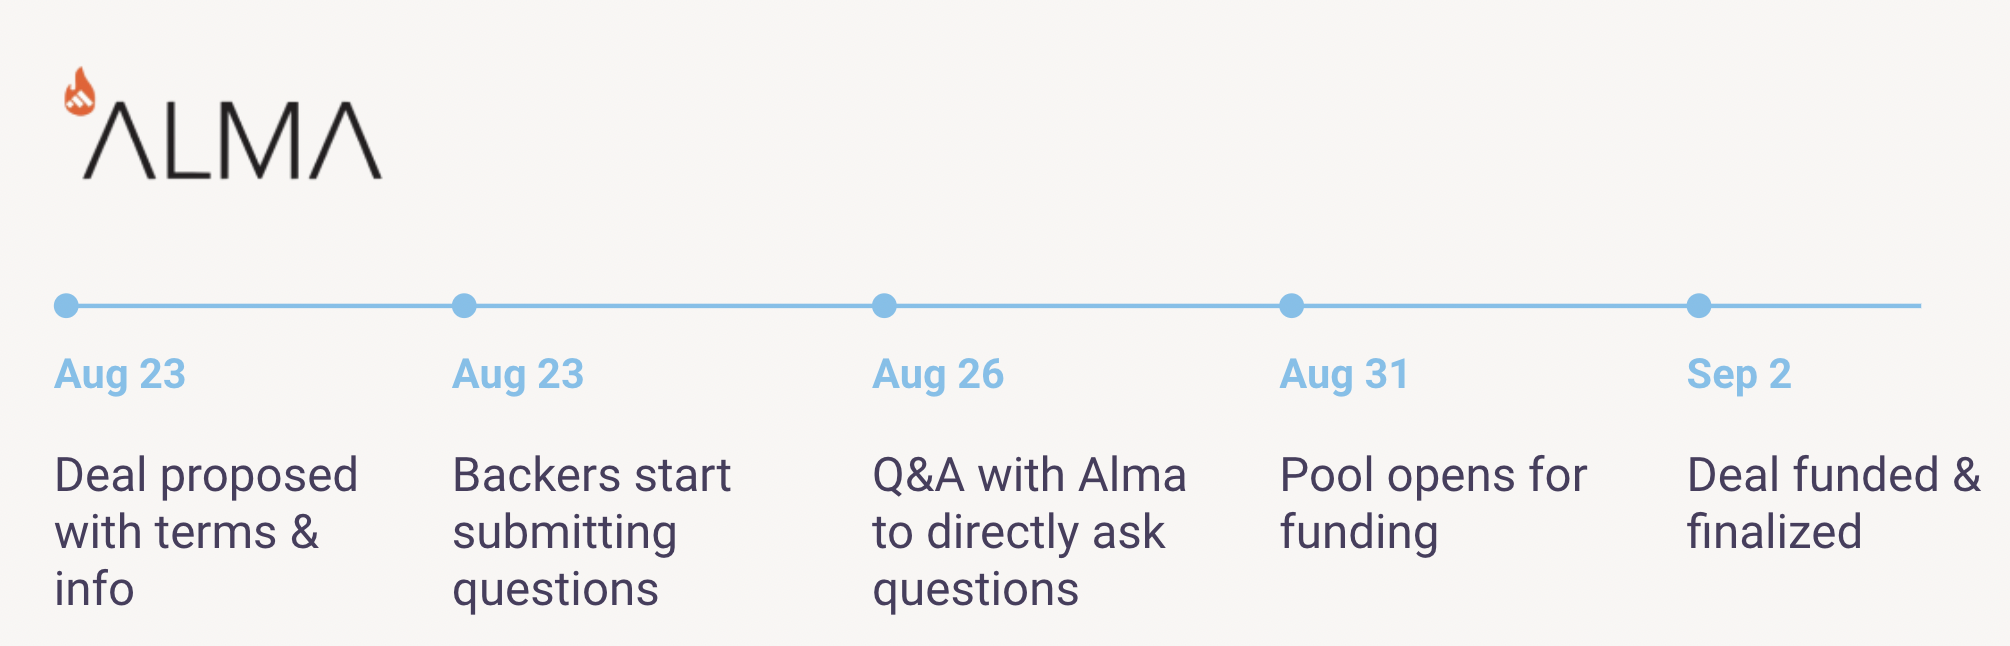 ALMA
Aug 23
Deal proposed
with terms &
info
Aug 23
Backers start
submitting
questions
Aug 26
Q&A with Alma
to directly ask
questions
Aug 31
Pool opens for
funding
Sep 2
Deal funded &
finalized